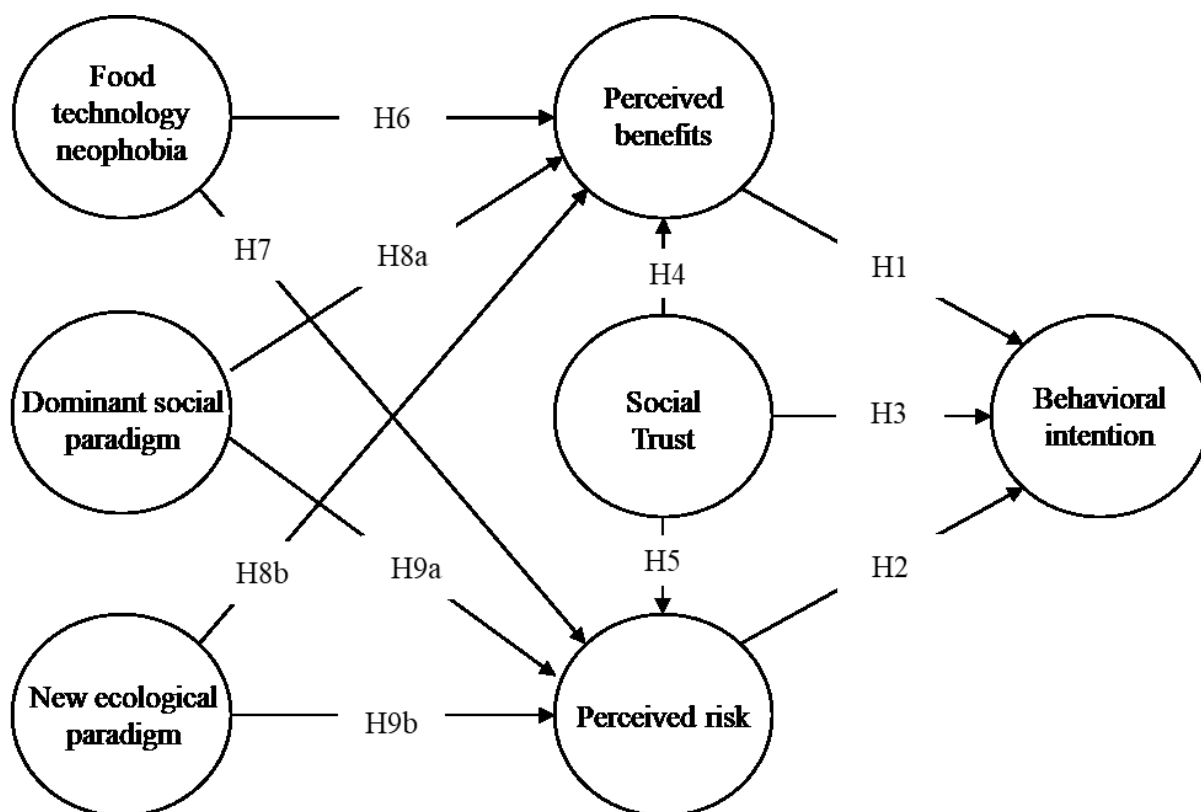 Food
technology
neophobia
H6
Perceived
benefits
H7
H8a
H4
H1
Dominant social
paradigm
Social
Trust
H3
Behavioral
intention
H8b
H9a
H5
H2
New ecological
paradigm
H9b
Perceived risk